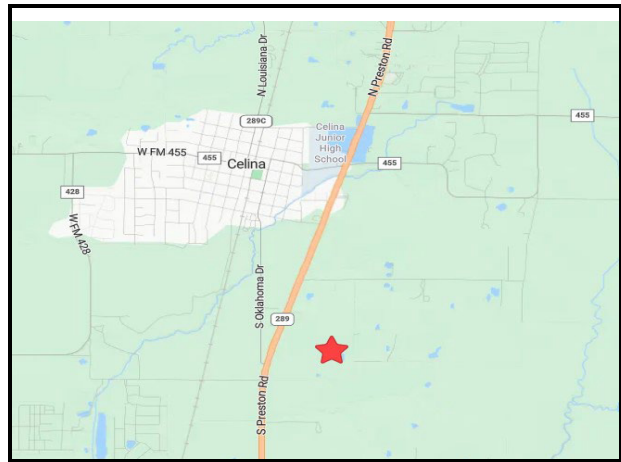 N Louisiana Dr
N Preston Rd
289C
455
Celina
Junior
High
School
W FM 455
455
Celina
455
428
W FM 428
S Oklahoma Dr
289
S Preston Rd